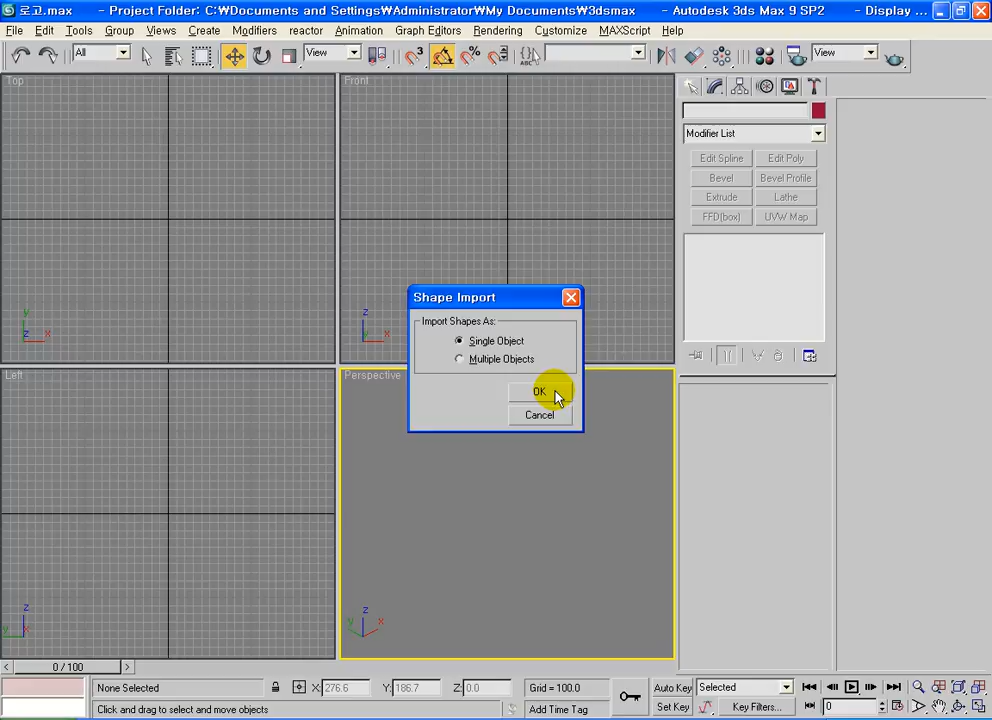 로고.max - Project Folder: C:₩Documents and Settings₩Administrator₩My Documents₩3dsmax - Autodesk 3ds Max 9 SP2 - Display ...
File Edit Tools Group Views Create Modifiers reactor Animation Graph Editors Rendering Customize MAXScript Help
All View View
Top
Front
Left
Perspective
Modifier List
Edit Spline Edit Poly
Bevel Bevel Profile
Extrude Lathe
FFD(box) UVW Map
Shape Import
Import Shapes As:
Single Object
Multiple Objects
OK
Cancel
y
z x
z
y x
z
y x
z
y x
0 / 100
None Selected X: 276.6 Y: 186.7 Z: 0.0 Grid = 100.0 Auto Key Selected
Click and drag to select and move objects Add Time Tag Set Key Key Filters... 0